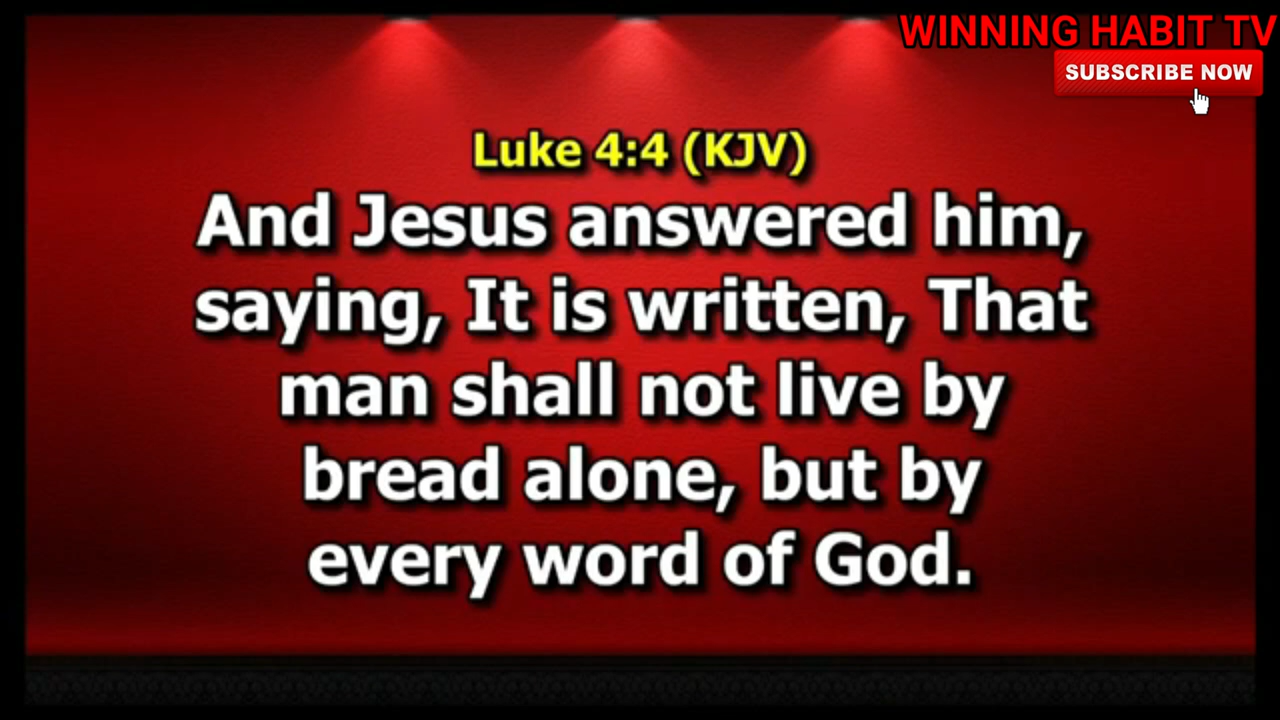 WINNING HABIT TV
SUBSCRIBE NOW
Luke 4:4 (KJV)
And Jesus answered him,
saying, It is written, That
man shall not live by
bread alone, but by
every word of God.